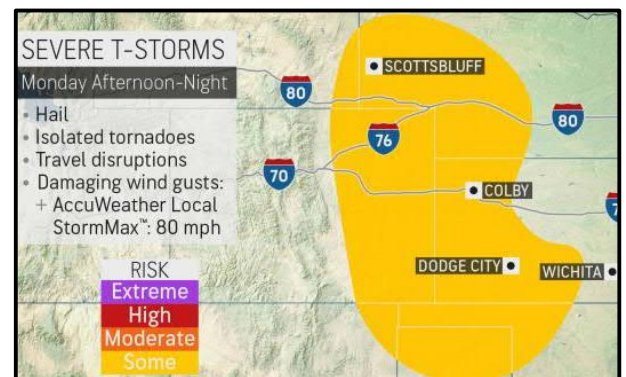 SEVERE T-STORMS
Monday Afternoon-Night
• Hail
• Isolated tornadoes
• Travel disruptions
• Damaging wind gusts:
+ AccuWeather Local
StormMax™: 80 mph
RISK
Extreme
High
Moderate
Some
SCOTTSBLUFF
80
80
76
70
COLBY
7
DODGE CITY
WICHITA